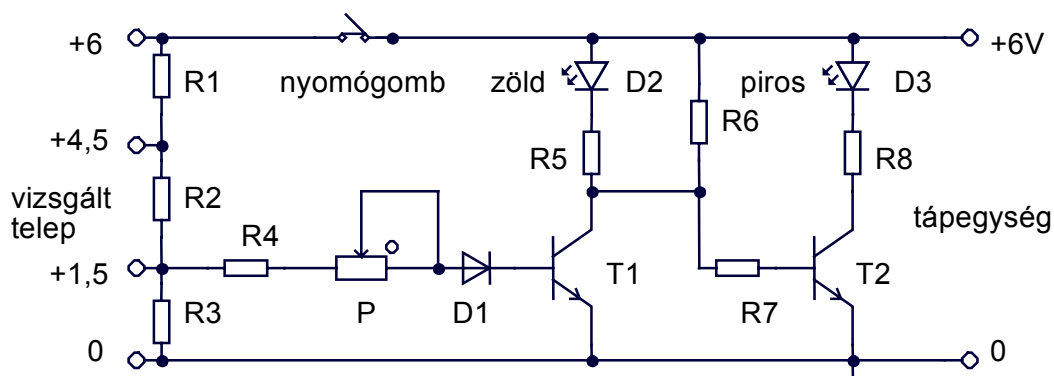 +6
+6V
R1
nyomógomb
zöld
D2
piros
D3
R6
+4,5
R5
R8
vizsgált
telep
R2
tápegység
R4
+1,5
T1
T2
R3
P
D1
R7
0
0